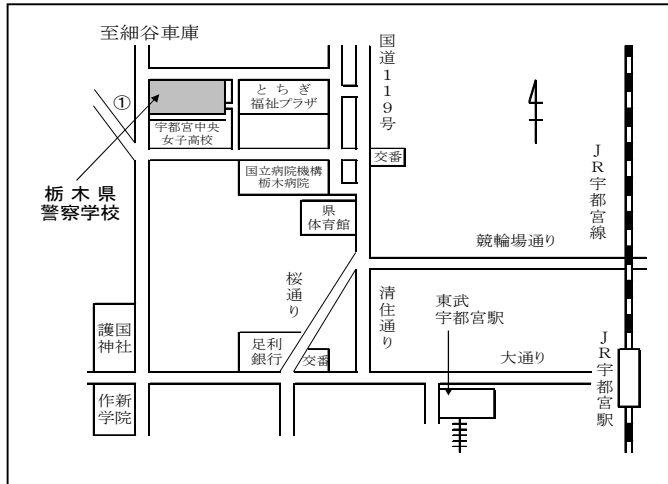 至細谷車庫
国道119号
①
とちぎ
福祉プラザ
宇都宮中央
女子高校
交番
JR宇都宮線
国立病院機構
栃木病院
栃木県
警察学校
県
体育館
競輪場通り
桜通り
清住通り
東武
宇都宮駅
護国
神社
足利
銀行
交番
大通り
JR宇都宮駅
作新
学院